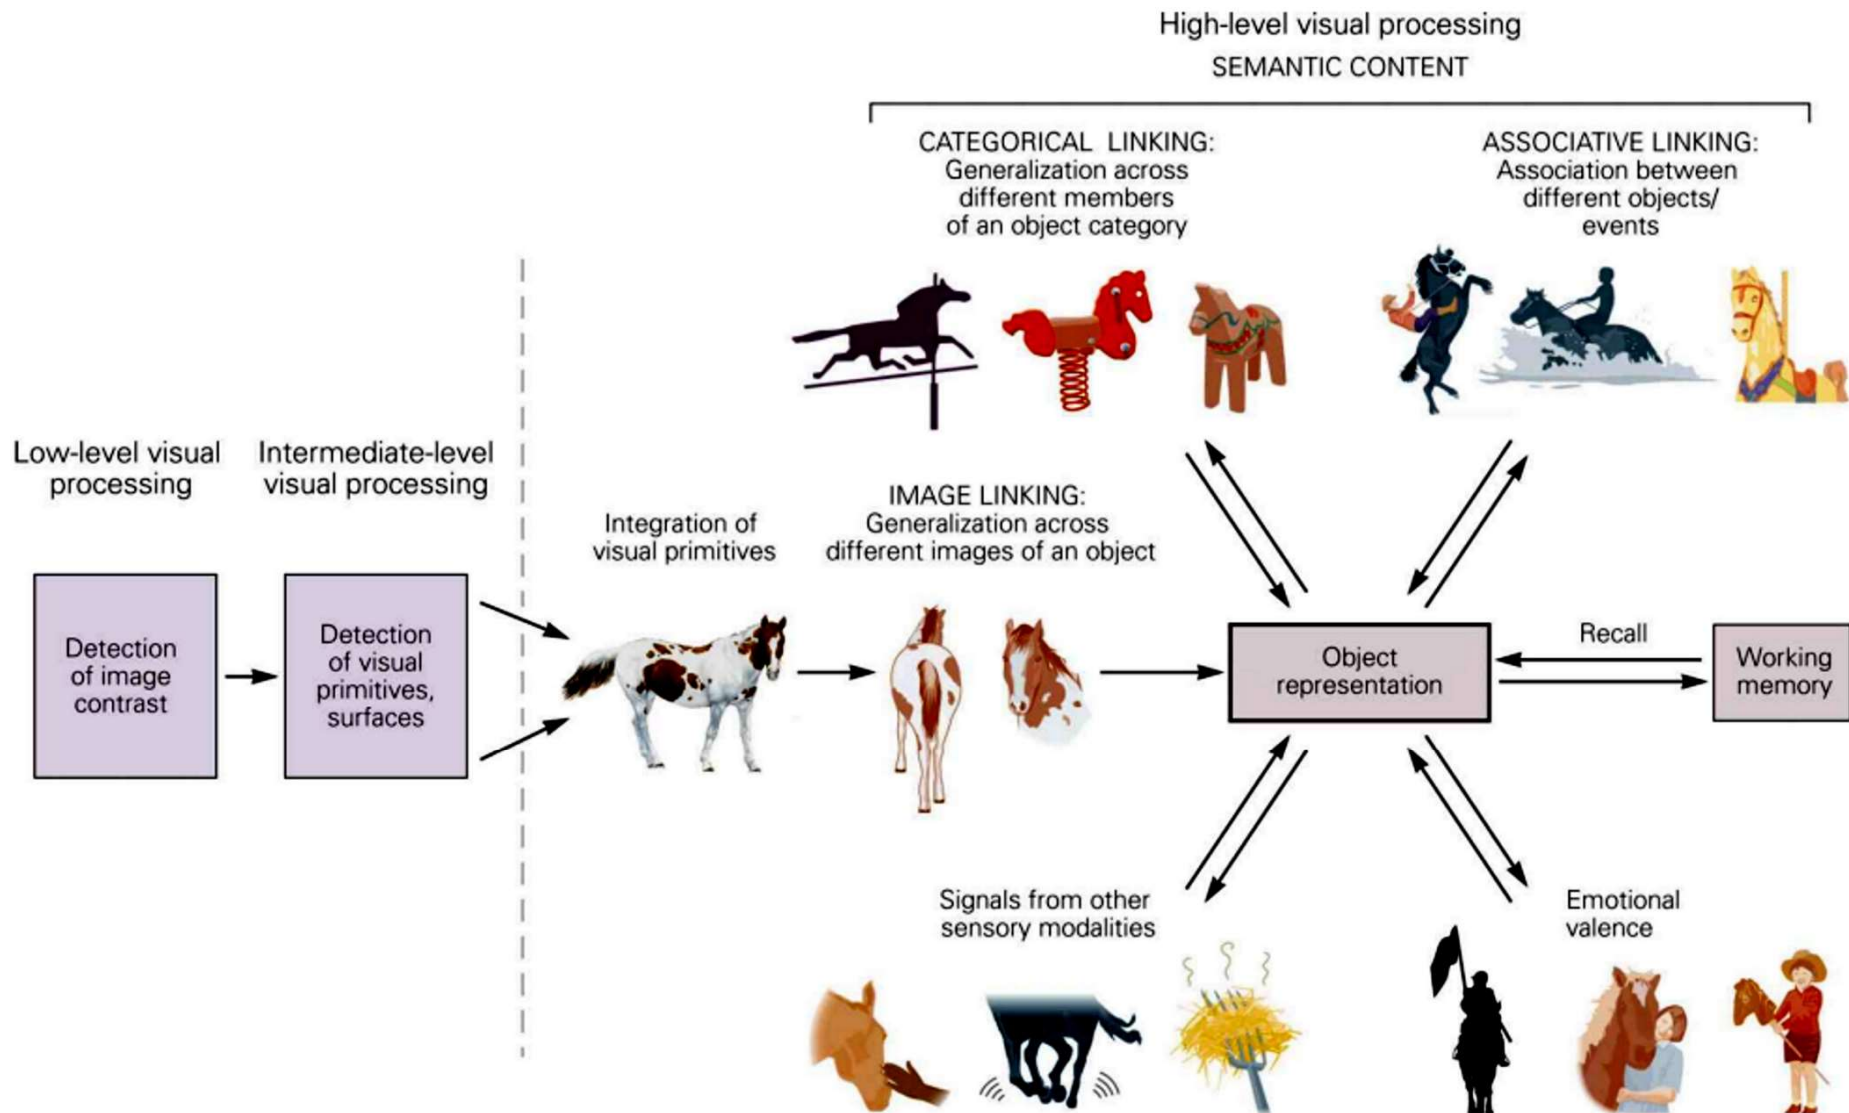 High-level visual processing
SEMANTIC CONTENT
CATEGORICAL LINKING:
Generalization across
different members
of an object category
ASSOCIATIVE LINKING:
Association between
different objects/
events
Low-level visual
processing
Intermediate-level
visual processing
Integration of
visual primitives
IMAGE LINKING:
Generalization across
different images of an object
Detection
of image
contrast
Detection
of visual
primitives,
surfaces
Object
representation
Recall
Working
memory
Signals from other
sensory modalities
Emotional
valence